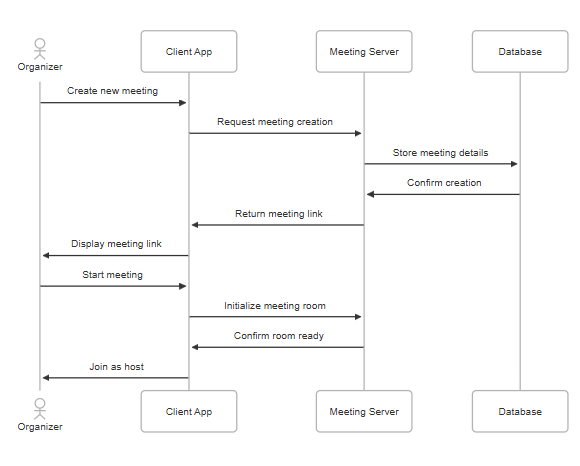 Organizer
Client App
Meeting Server
Database
Create new meeting
Request meeting creation
Store meeting details
Confirm creation
Return meeting link
Display meeting link
Start meeting
Initialize meeting room
Confirm room ready
Join as host
Organizer
Client App
Meeting Server
Database